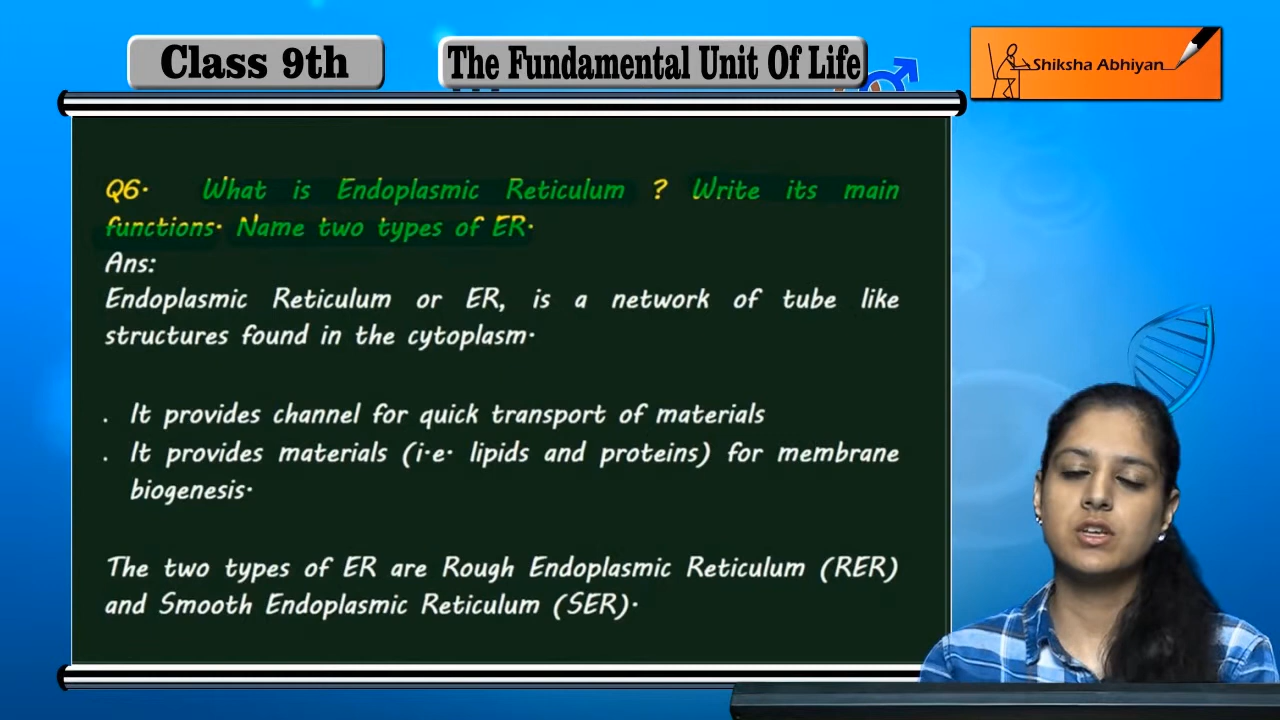 Class 9th
The Fundamental Unit Of Life
Shiksha Abhiyan
Q6. What is Endoplasmic Reticulum ? Write its main
functions. Name two types of ER.
Ans:
Endoplasmic Reticulum or ER, is a network of tube like
structures found in the cytoplasm.
. It provides channel for quick transport of materials
. It provides materials (i.e. lipids and proteins) for membrane
biogenesis.
The two types of ER are Rough Endoplasmic Reticulum (RER)
and Smooth Endoplasmic Reticulum (SER).